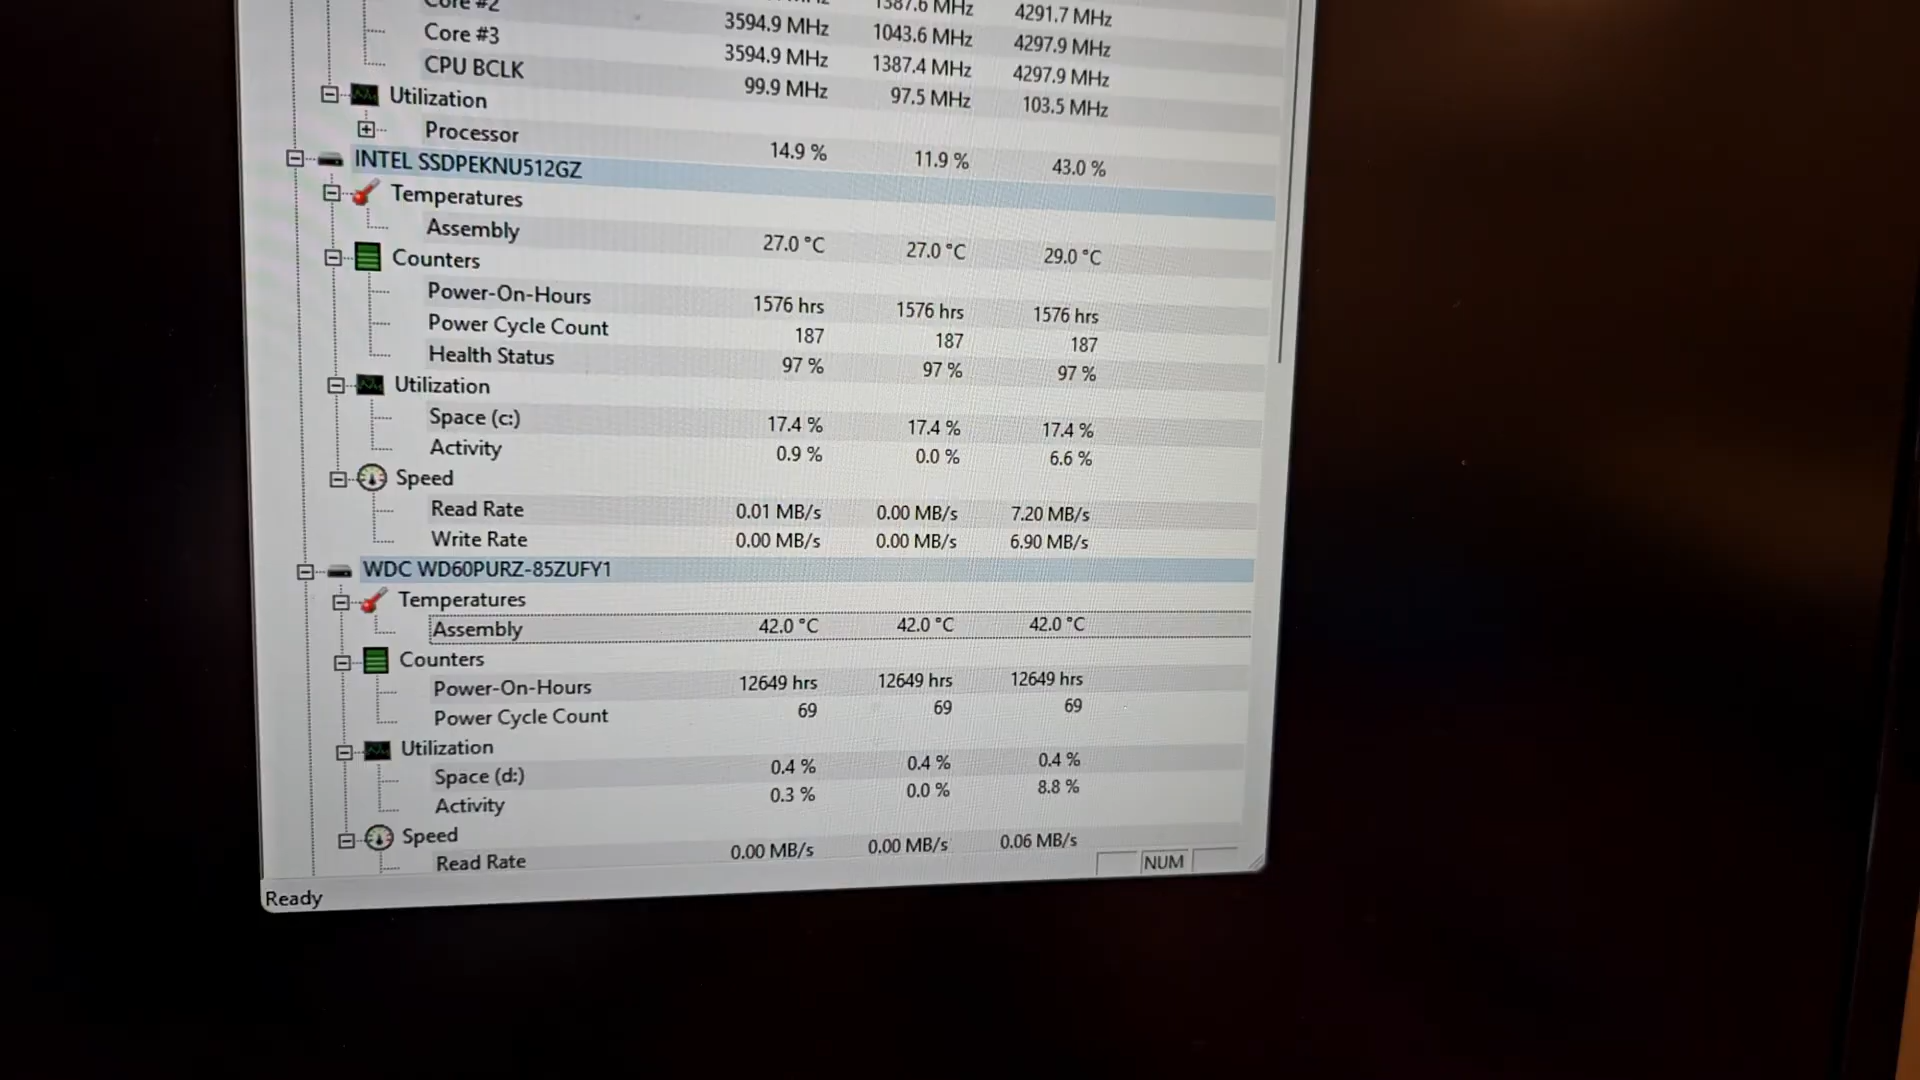 Core #2 1387.6 MHz 4291.7 MHz
Core #3 3594.9 MHz 1043.6 MHz 4297.9 MHz
CPU BCLK 3594.9 MHz 1387.4 MHz 4297.9 MHz
99.9 MHz 97.5 MHz 103.5 MHz
Utilization
Processor 14.9 % 11.9 % 43.0 %
INTEL SSDPEKNU512GZ
Temperatures
Assembly 27.0 °C 27.0 °C 29.0 °C
Counters
Power-On-Hours 1576 hrs 1576 hrs 1576 hrs
Power Cycle Count 187 187 187
Health Status 97 % 97 % 97 %
Utilization
Space (c:) 17.4 % 17.4 % 17.4 %
Activity 0.9 % 0.0 % 6.6 %
Speed
Read Rate 0.01 MB/s 0.00 MB/s 7.20 MB/s
Write Rate 0.00 MB/s 0.00 MB/s 6.90 MB/s
WDC WD60PURZ-85ZUFY1
Temperatures
Assembly 42.0 °C 42.0 °C 42.0 °C
Counters
Power-On-Hours 12649 hrs 12649 hrs 12649 hrs
Power Cycle Count 69 69 69
Utilization
Space (d:) 0.4 % 0.4 % 0.4 %
Activity 0.3 % 0.0 % 8.8 %
Speed
Read Rate 0.00 MB/s 0.00 MB/s 0.06 MB/s
Ready NUM